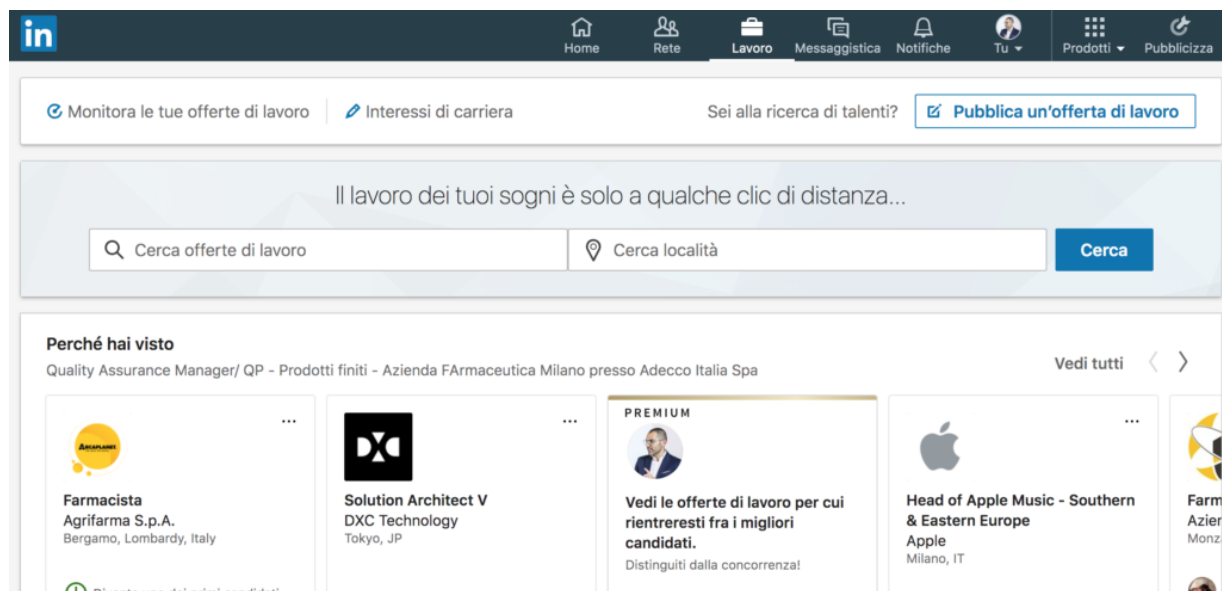 in
Home
Rete
Lavoro
Messaggistica
Notifiche
Tu
Prodotti
Pubblicizza
Monitora le tue offerte di lavoro
Interessi di carriera
Sei alla ricerca di talenti?
Pubblica un'offerta di lavoro
Il lavoro dei tuoi sogni è solo a qualche clic di distanza...
Cerca offerte di lavoro
Cerca località
Cerca
Perché hai visto
Quality Assurance Manager/ QP - Prodotti finiti - Azienda FArmaceutica Milano presso Adecco Italia Spa
Vedi tutti
ARCAPLANET
Farmacista
Agrifarma S.p.A.
Bergamo, Lombardy, Italy
DXC
Solution Architect V
DXC Technology
Tokyo, JP
PREMIUM
Vedi le offerte di lavoro per cui
rientreresti fra i migliori
candidati.
Distinguiti dalla concorrenza!
Head of Apple Music - Southern
& Eastern Europe
Apple
Milano, IT
Farm
Azier
Monz